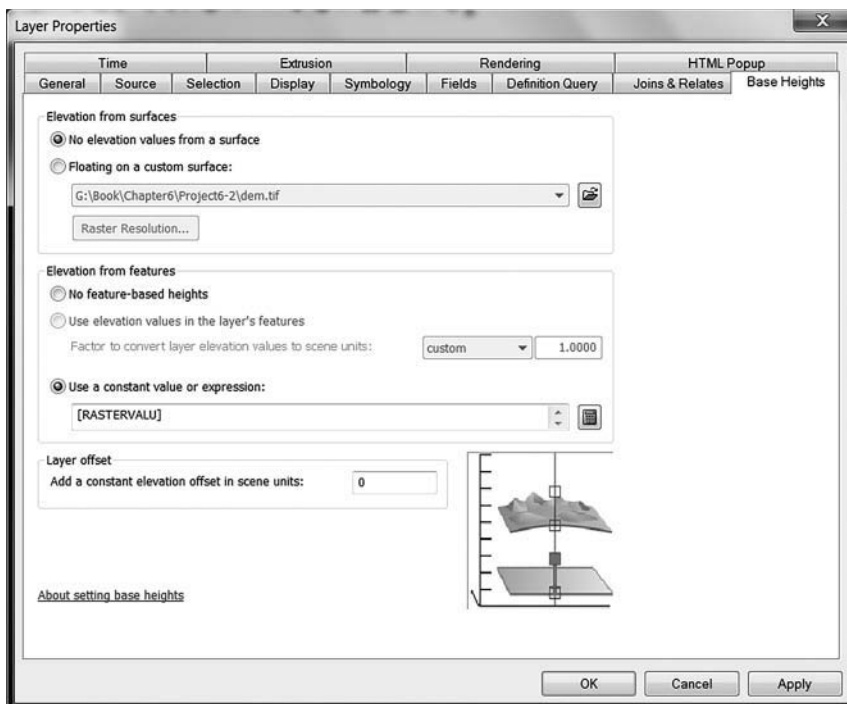 Layer Properties
X
Time Extrusion Rendering HTML Popup
General Source Selection Display Symbology Fields Definition Query Joins & Relates Base Heights
Elevation from surfaces
No elevation values from a surface
Floating on a custom surface:
G:\Book\Chapter6\Project6-2\dem.tif
Raster Resolution...
Elevation from features
No feature-based heights
Use elevation values in the layer's features
Factor to convert layer elevation values to scene units: custom 1.0000
Use a constant value or expression:
[RASTERVALU]
Layer offset
Add a constant elevation offset in scene units: 0
About setting base heights
OK Cancel Apply